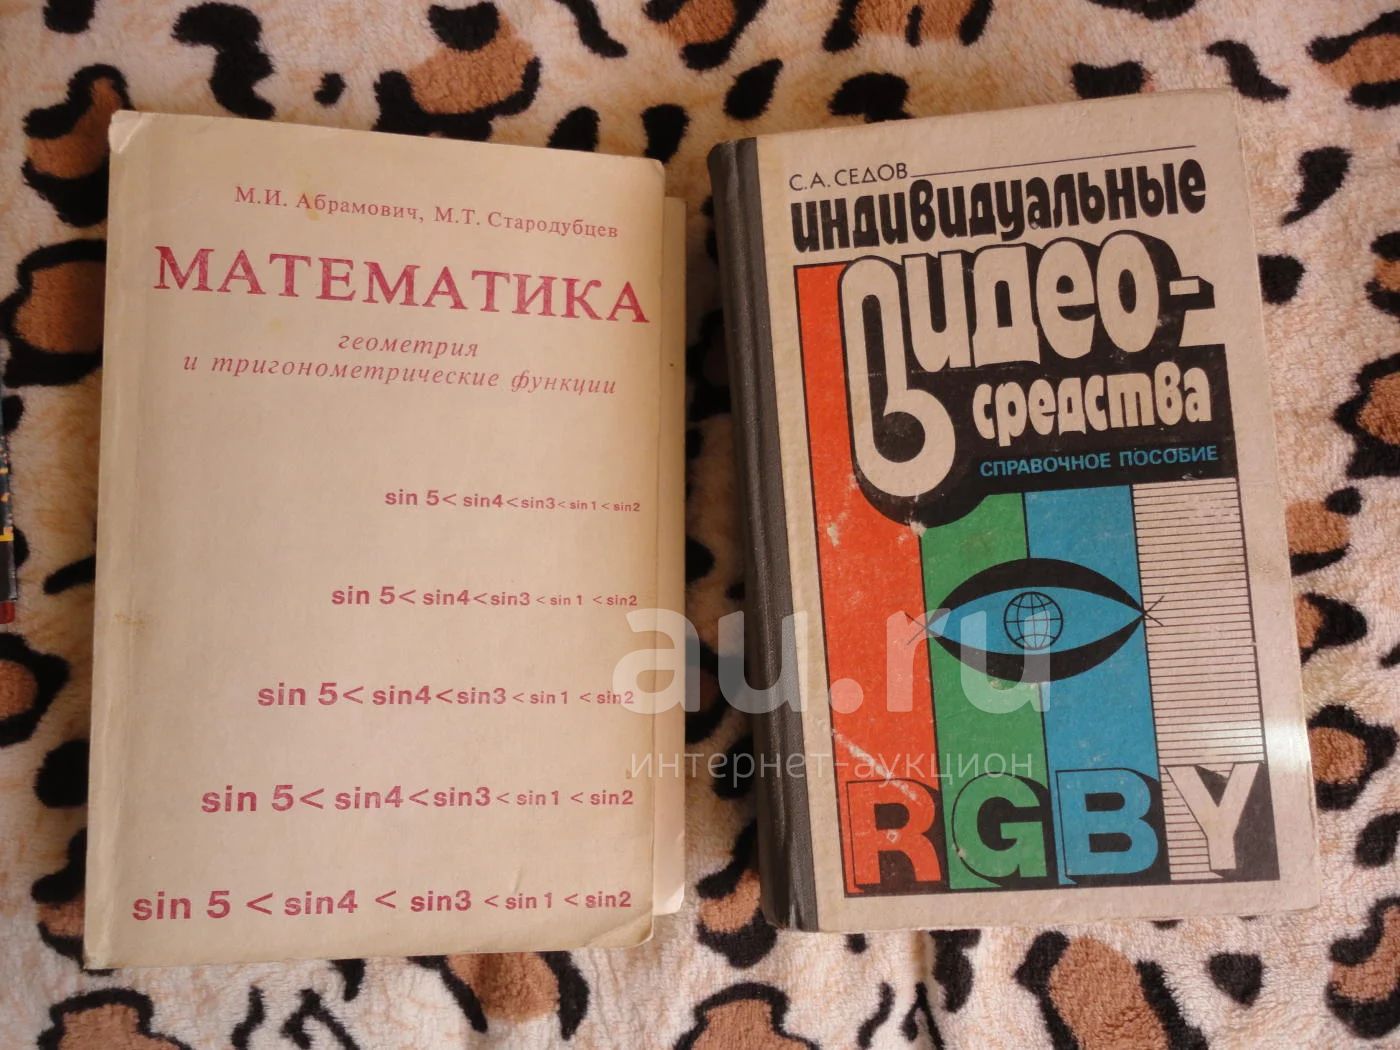 М.И. Абрамович, М.Т. Стародубцев
МАТЕМАТИКА
геометрия
и тригонометрические функции
sin 5 < sin4 < sin3 < sin 1 < sin2
sin 5 < sin4 < sin3 < sin 1 < sin2
sin 5 < sin4 < sin3 < sin 1 < sin2
sin 5 < sin4 < sin3 < sin 1 < sin2
sin 5 < sin4 < sin3 < sin 1 < sin2
С.А. СЕДОВ
ИНДИВИДУАЛЬНЫЕ
ВИДЕО-
СРЕДСТВА
СПРАВОЧНОЕ ПОСОБИЕ
RGBY
au.ru
интернет-аукцион